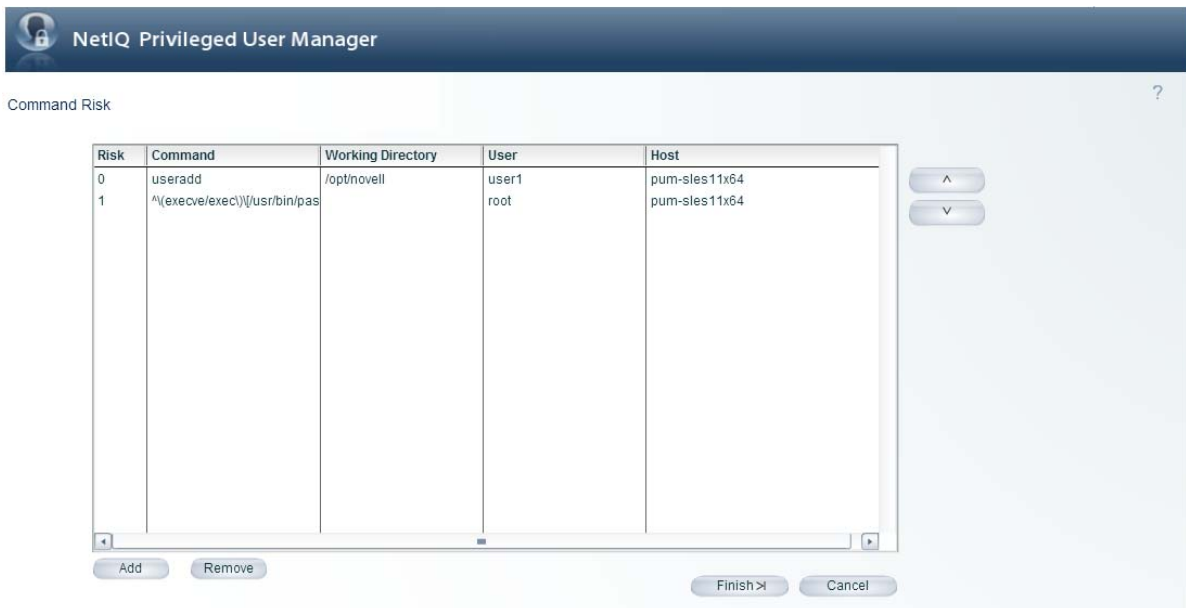 NetIQ Privileged User Manager
?
Command Risk
Risk Command Working Directory User Host
0 useradd /opt/novell user1 pum-sles11x64
1 ^\(execve/exec\)\[/usr/bin/pas root pum-sles11x64
^
v
Add Remove
Finish Cancel